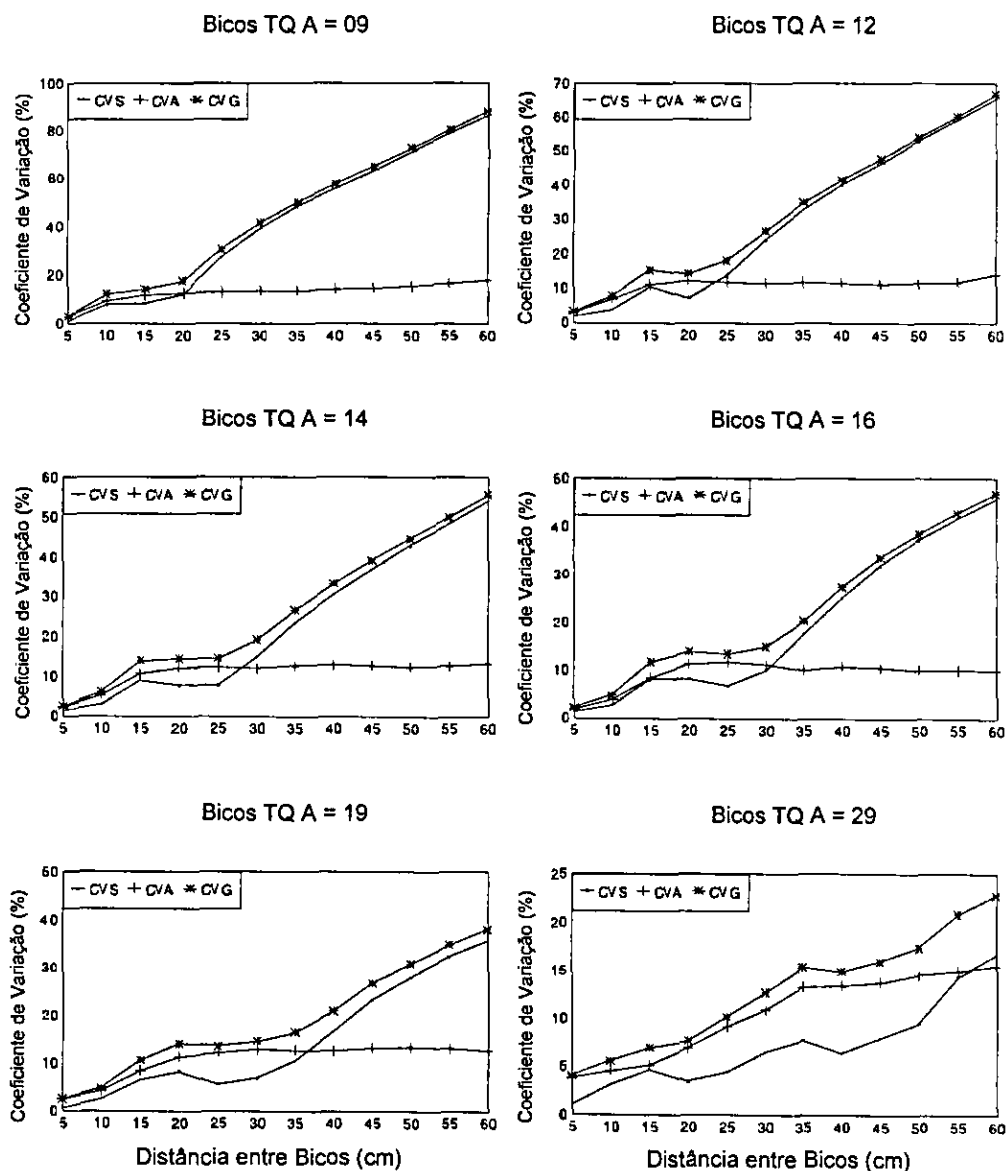 Bicos TQ A = 09
Coeficiente de Variação (%)
100
80
60
40
20
0
CVS CVA CVG
5 10 15 20 25 30 35 40 45 50 55 60
Bicos TQ A = 12
Coeficiente de Variação (%)
70
60
50
40
30
20
10
0
CVS CVA CVG
5 10 15 20 25 30 35 40 45 50 55 60
Bicos TQ A = 14
Coeficiente de Variação (%)
60
50
40
30
20
10
0
CVS CVA CVG
5 10 15 20 25 30 35 40 45 50 55 60
Bicos TQ A = 16
Coeficiente de Variação (%)
50
40
30
20
10
0
CVS CVA CVG
5 10 15 20 25 30 35 40 45 50 55 60
Bicos TQ A = 19
Coeficiente de Variação (%)
50
40
30
20
10
0
CVS CVA CVG
5 10 15 20 25 30 35 40 45 50 55 60
Distância entre Bicos (cm)
Bicos TQ A = 29
Coeficiente de Variação (%)
25
20
15
10
5
0
CVS CVA CVG
5 10 15 20 25 30 35 40 45 50 55 60
Distância entre Bicos (cm)